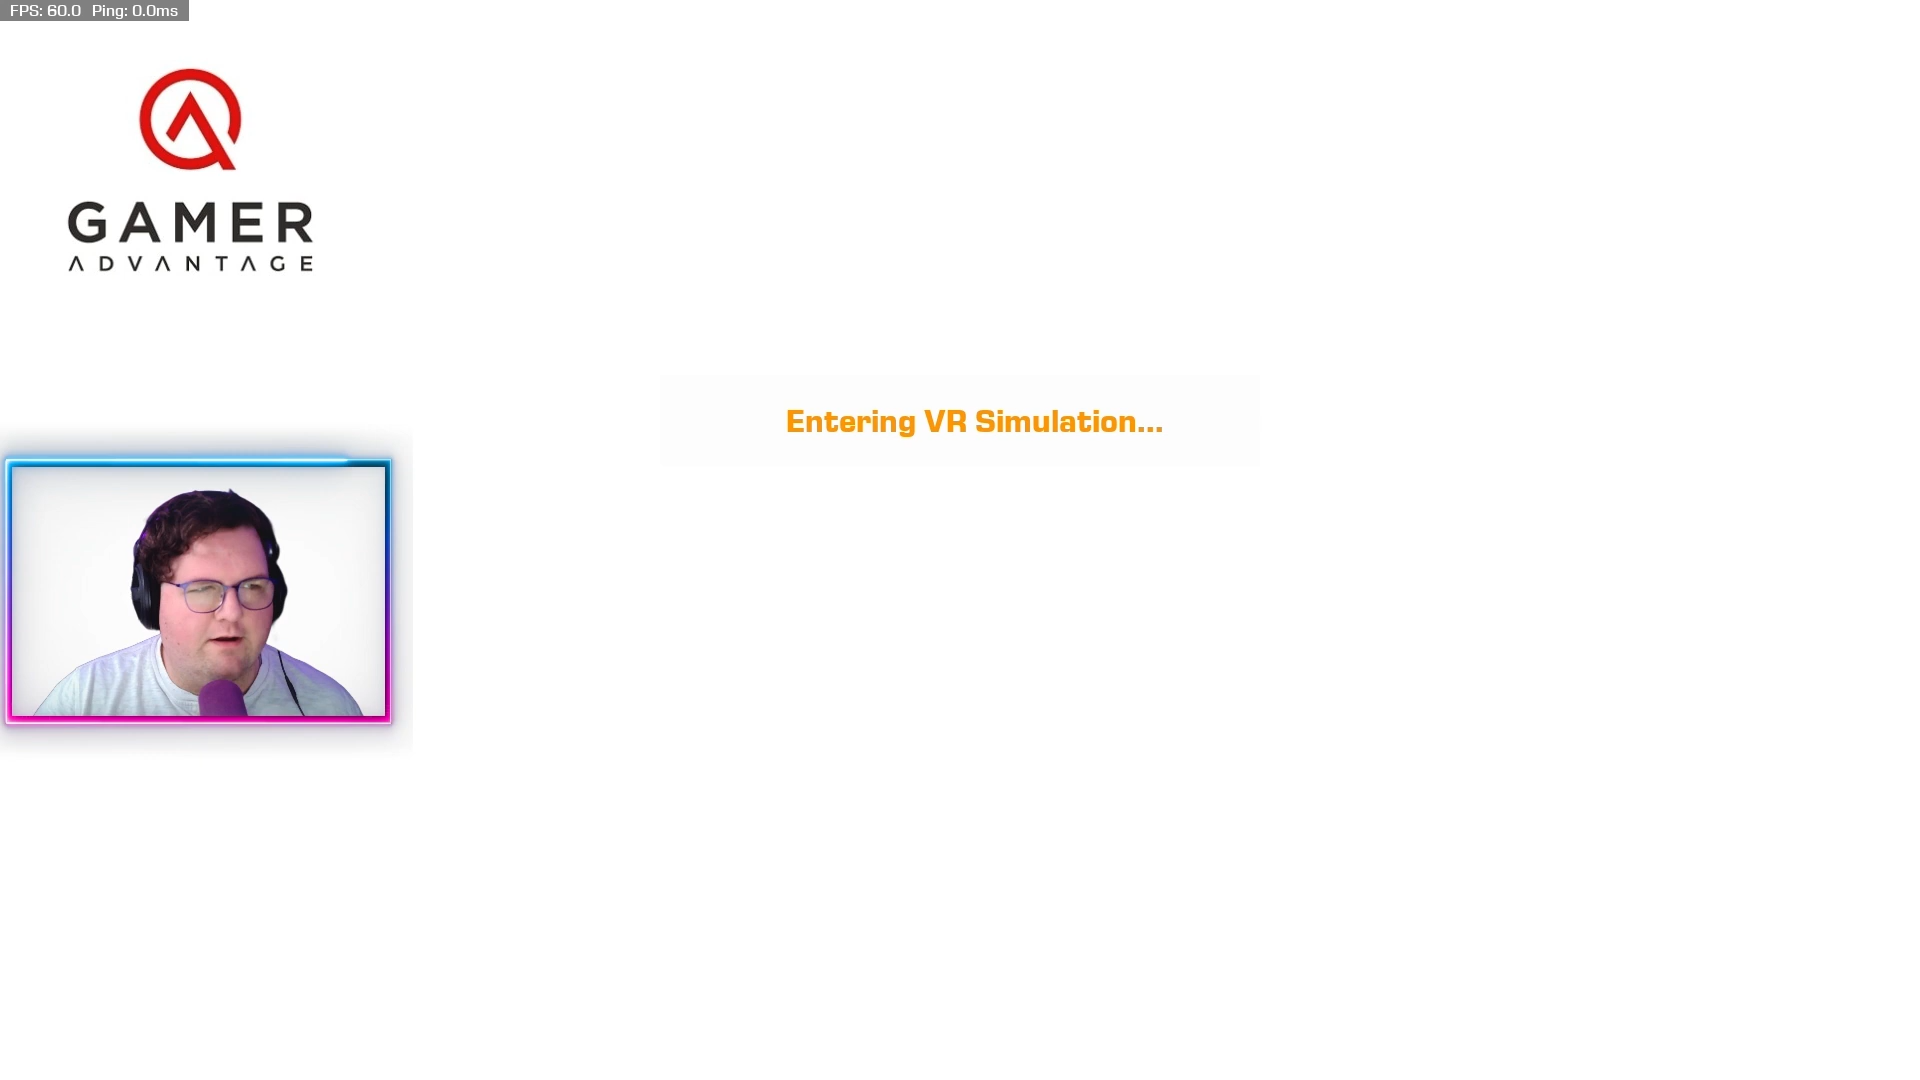 FPS: 60.0 Ping: 0.0ms
GAMER
ADVANTAGE
Entering VR Simulation...